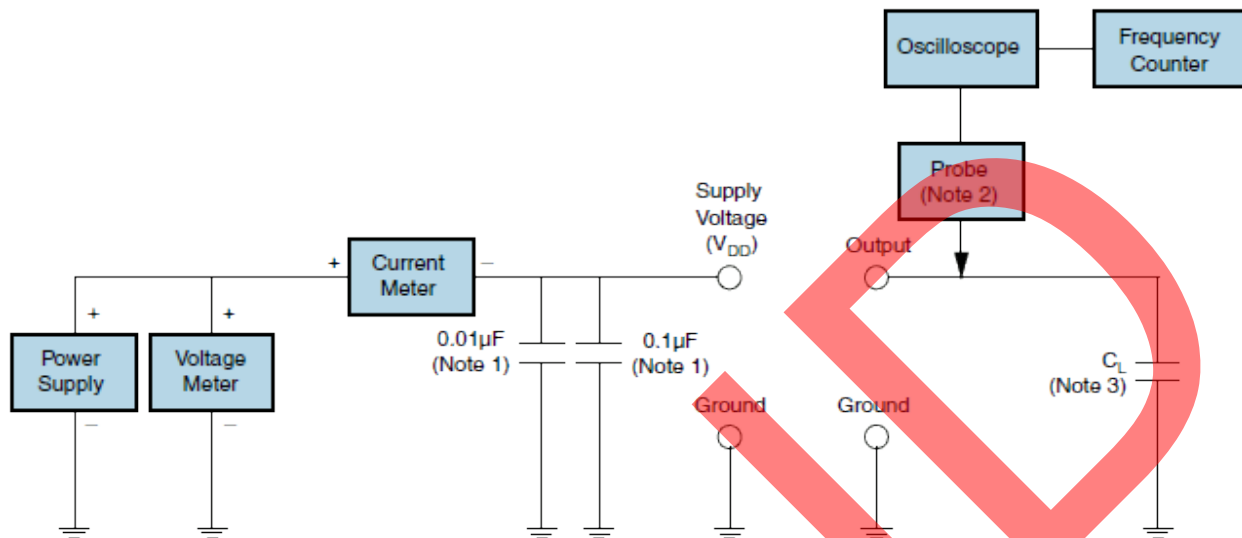 Oscilloscope
Frequency
Counter
Probe
(Note 2)
Supply
Voltage
(VDD)
Output
+
Current
Meter
–
+
Power
Supply
–
+
Voltage
Meter
–
0.01µF
(Note 1)
0.1µF
(Note 1)
CL
(Note 3)
Ground
Ground